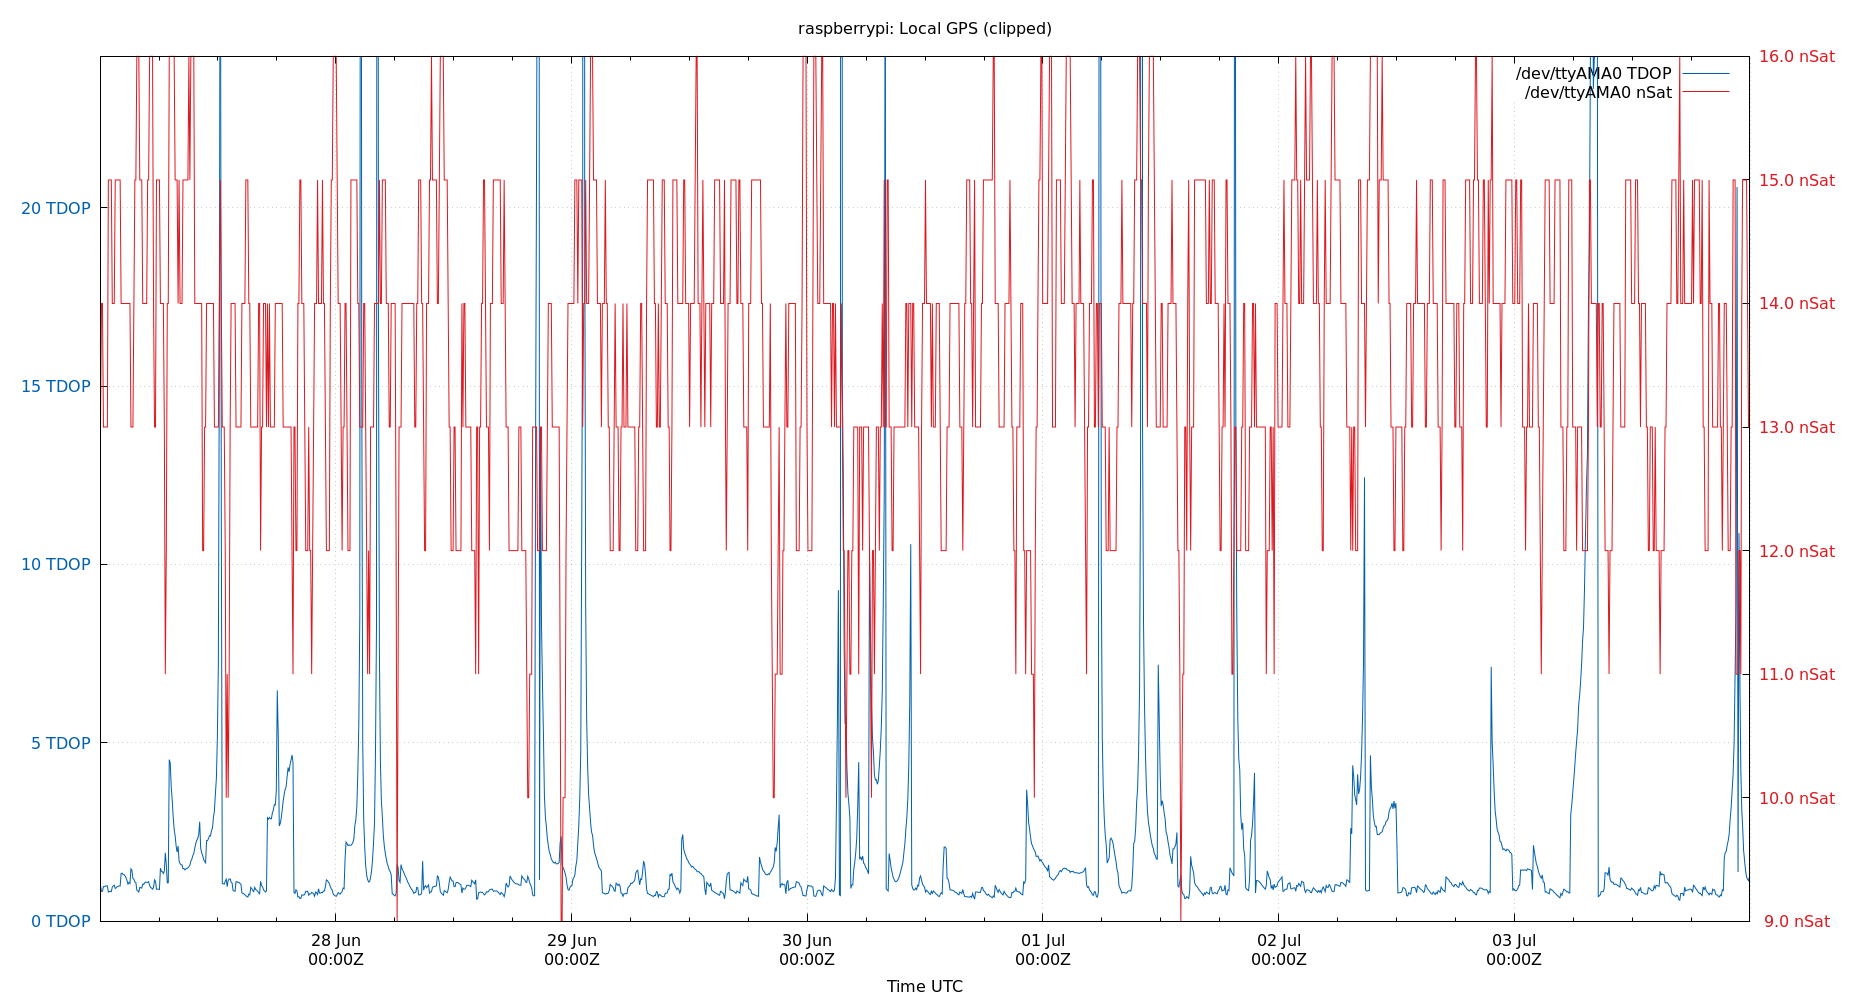 raspberrypi: Local GPS (clipped)
16.0 nSat
/dev/ttyAMA0 TDOP
/dev/ttyAMA0 nSat
15.0 nSat
20 TDOP
14.0 nSat
15 TDOP
13.0 nSat
12.0 nSat
10 TDOP
11.0 nSat
5 TDOP
10.0 nSat
0 TDOP
9.0 nSat
28 Jun
00:00Z
29 Jun
00:00Z
30 Jun
00:00Z
01 Jul
00:00Z
02 Jul
00:00Z
03 Jul
00:00Z
Time UTC